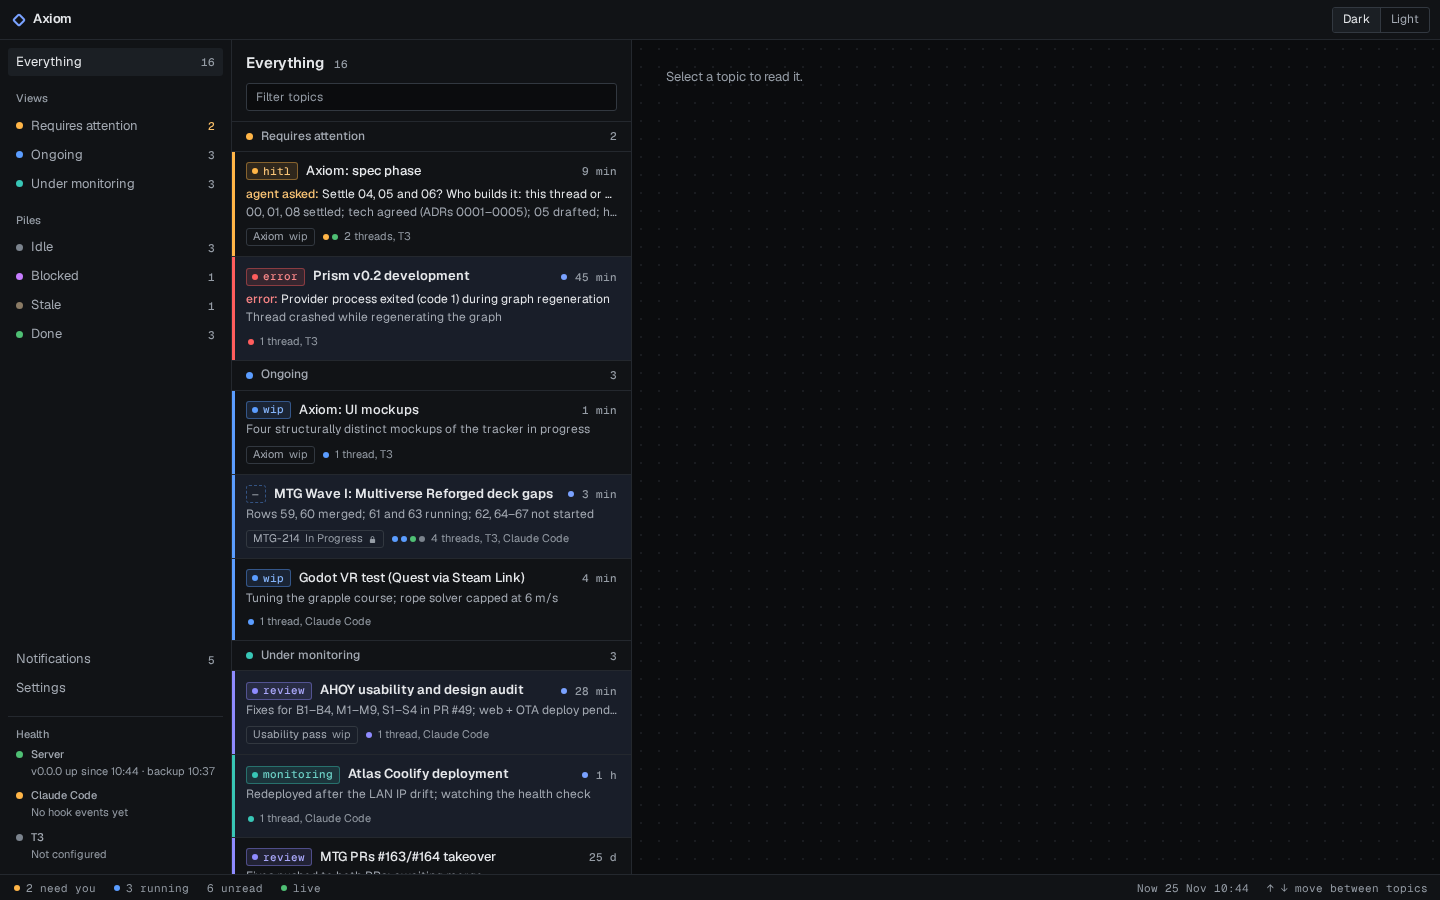 Axiom
Dark Light
Everything 16
Views
Requires attention 2
Ongoing 3
Under monitoring 3
Piles
Idle 3
Blocked 1
Stale 1
Done 3
Notifications 5
Settings
Health
Server
v0.0.0 up since 10:44 · backup 10:37
Claude Code
No hook events yet
T3
Not configured
Everything 16
Filter topics
Requires attention 2
hitl Axiom: spec phase 9 min
agent asked: Settle 04, 05 and 06? Who builds it: this thread or …
00, 01, 08 settled; tech agreed (ADRs 0001–0005); 05 drafted; h…
Axiom wip 2 threads, T3
error Prism v0.2 development 45 min
error: Provider process exited (code 1) during graph regeneration
Thread crashed while regenerating the graph
1 thread, T3
Ongoing 3
wip Axiom: UI mockups 1 min
Four structurally distinct mockups of the tracker in progress
Axiom wip 1 thread, T3
– MTG Wave I: Multiverse Reforged deck gaps 3 min
Rows 59, 60 merged; 61 and 63 running; 62, 64–67 not started
MTG-214 In Progress 4 threads, T3, Claude Code
wip Godot VR test (Quest via Steam Link) 4 min
Tuning the grapple course; rope solver capped at 6 m/s
1 thread, Claude Code
Under monitoring 3
review AHOY usability and design audit 28 min
Fixes for B1–B4, M1–M9, S1–S4 in PR #49; web + OTA deploy pend…
Usability pass wip 1 thread, Claude Code
monitoring Atlas Coolify deployment 1 h
Redeployed after the LAN IP drift; watching the health check
1 thread, Claude Code
review MTG PRs #163/#164 takeover 25 d
Select a topic to read it.
2 need you 3 running 6 unread live
Now 25 Nov 10:44 ↑ ↓ move between topics